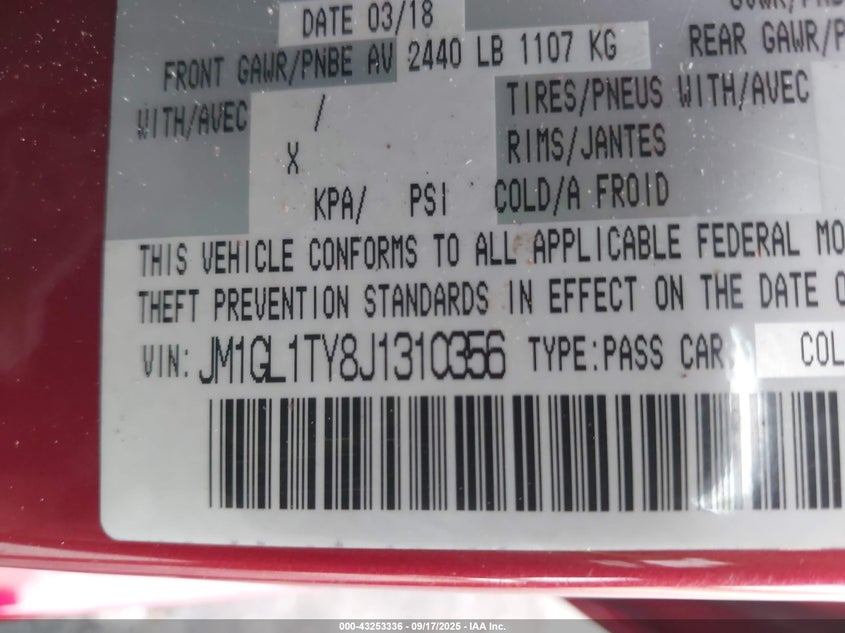 DATE 03/18
FRONT GAWR/PNBE AV 2440 LB 1107 KG REAR GAWR/P
WITH/AVEC / TIRES/PNEUS WITH/AVEC
X RIMS/JANTES
KPA/ PSI COLD/A FROID
THIS VEHICLE CONFORMS TO ALL APPLICABLE FEDERAL MO
THEFT PREVENTION STANDARDS IN EFFECT ON THE DATE O
VIN: JM1GL1TY8J1310356 TYPE:PASS CAR COL
000-43253336 - 09/17/2025 - IAA Inc.